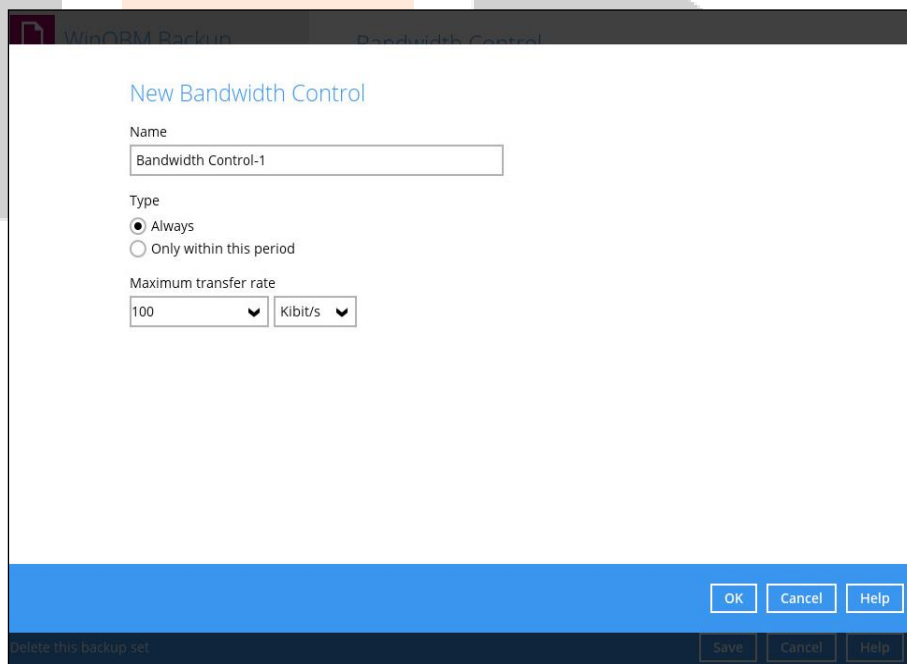 WinOBM Backup
Bandwidth Control
New Bandwidth Control
Name
Bandwidth Control-1
Type
Always
Only within this period
Maximum transfer rate
100 Kibit/s
OK Cancel Help
Delete this backup set Save Cancel Help